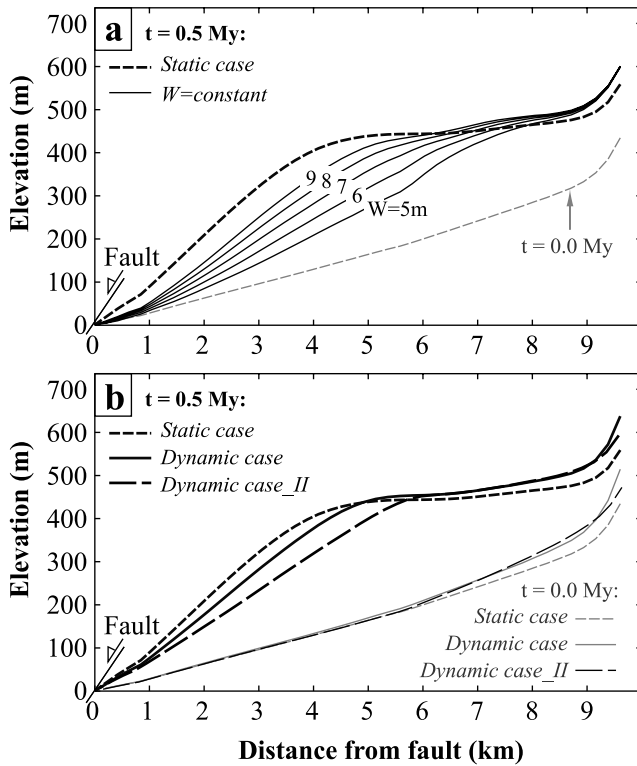 a
t = 0.5 My:
Static case
W=constant
700
600
500
400
300
200
100
0
Elevation (m)
9 8 7 6 W=5m
Fault
t = 0.0 My
0 1 2 3 4 5 6 7 8 9
b
t = 0.5 My:
Static case
Dynamic case
Dynamic case_II
700
600
500
400
300
200
100
0
Elevation (m)
Fault
t = 0.0 My:
Static case
Dynamic case
Dynamic case_II
0 1 2 3 4 5 6 7 8 9
Distance from fault (km)